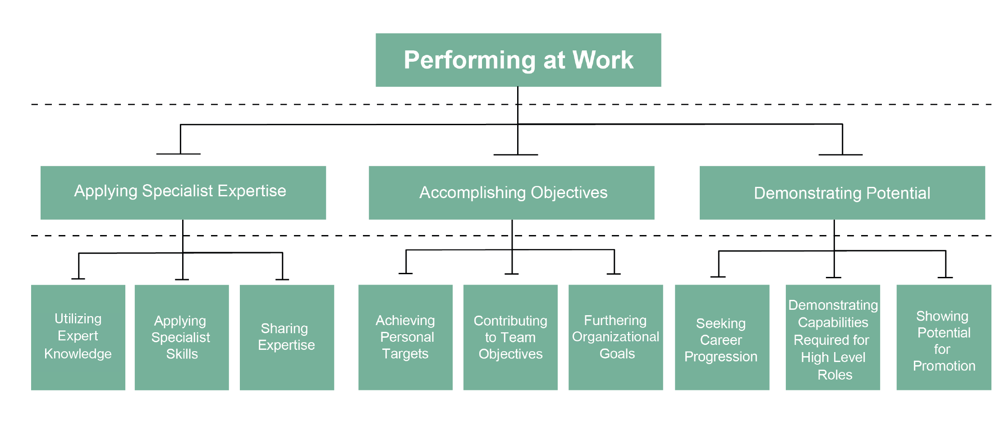 Performing at Work
Applying Specialist Expertise
Accomplishing Objectives
Demonstrating Potential
Utilizing
Expert
Knowledge
Applying
Specialist
Skills
Sharing
Expertise
Achieving
Personal
Targets
Contributing
to Team
Objectives
Furthering
Organizational
Goals
Seeking
Career
Progression
Demonstrating
Capabilities
Required for
High Level
Roles
Showing
Potential
for
Promotion